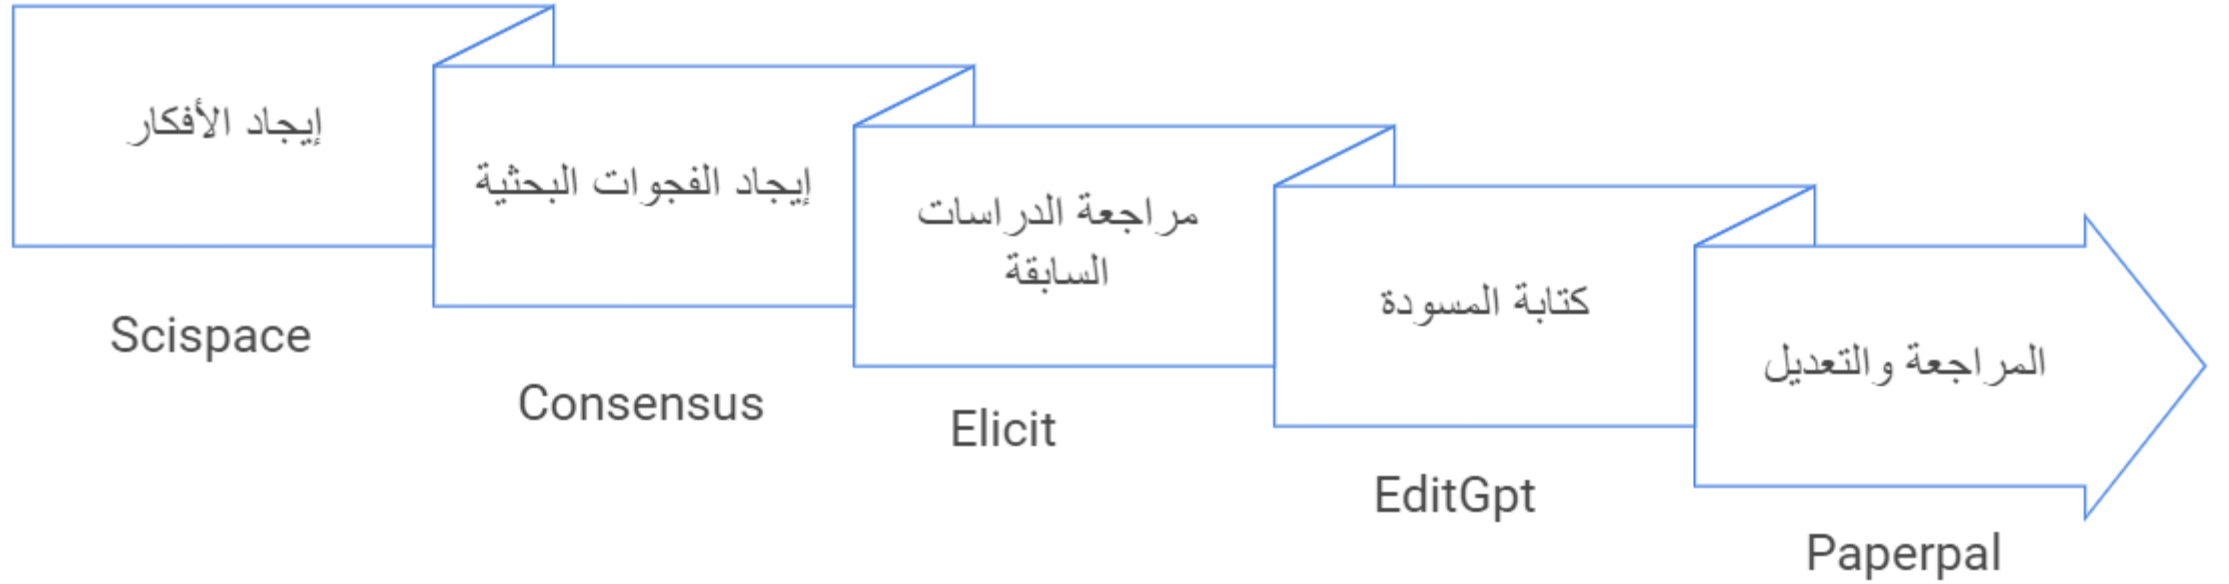 إيجاد الأفكار
Scispace
إيجاد الفجوات البحثية
Consensus
مراجعة الدراسات
السابقة
Elicit
كتابة المسودة
EditGpt
المراجعة والتعديل
Paperpal